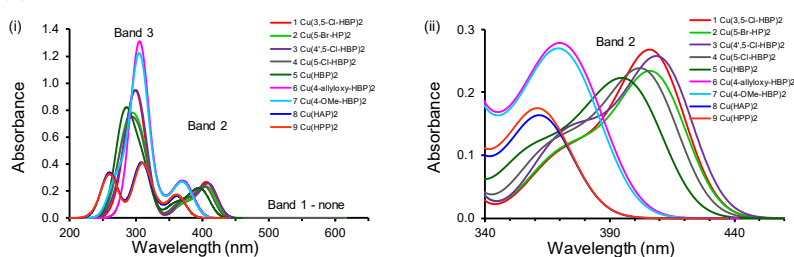 (i)
Band 3
Band 2
Band 1 - none
Absorbance
1.4
1.2
1.0
0.8
0.6
0.4
0.2
0.0
200 300 400 500 600
Wavelength (nm)
1 Cu(3,5-Cl-HBP)2
2 Cu(5-Br-HP)2
3 Cu(4',5-Cl-HBP)2
4 Cu(5-Cl-HBP)2
5 Cu(HBP)2
6 Cu(4-allyloxy-HBP)2
7 Cu(4-OMe-HBP)2
8 Cu(HAP)2
9 Cu(HPP)2
(ii)
Band 2
Absorbance
0.3
0.2
0.1
0.0
340 390 440
Wavelength (nm)
1 Cu(3,5-Cl-HBP)2
2 Cu(5-Br-HBP)2
3 Cu(4',5-Cl-HBP)2
4 Cu(5-Cl-HBP)2
5 Cu(HBP)2
6 Cu(4-allyloxy-HBP)2
7 Cu(4-OMe-HBP)2
8 Cu(HAP)2
9 Cu(HPP)2